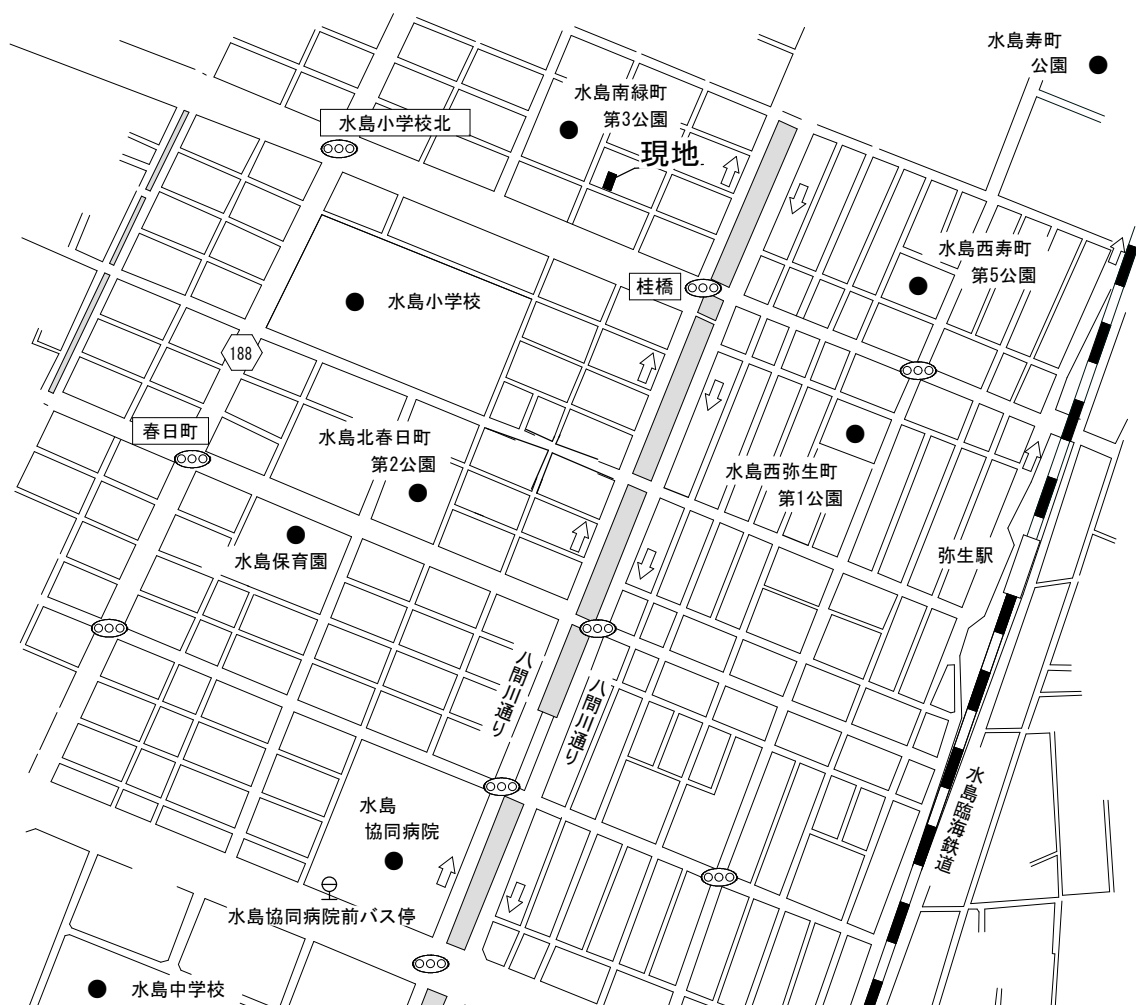 水島寿町
公園
水島南緑町
第3公園
水島小学校北
現地
水島西寿町
第5公園
桂橋
水島小学校
188
春日町
水島北春日町
第2公園
水島西弥生町
第1公園
水島保育園
弥生駅
八間川通り
八間川通り
水島臨海鉄道
水島
協同病院
水島協同病院前バス停
水島中学校